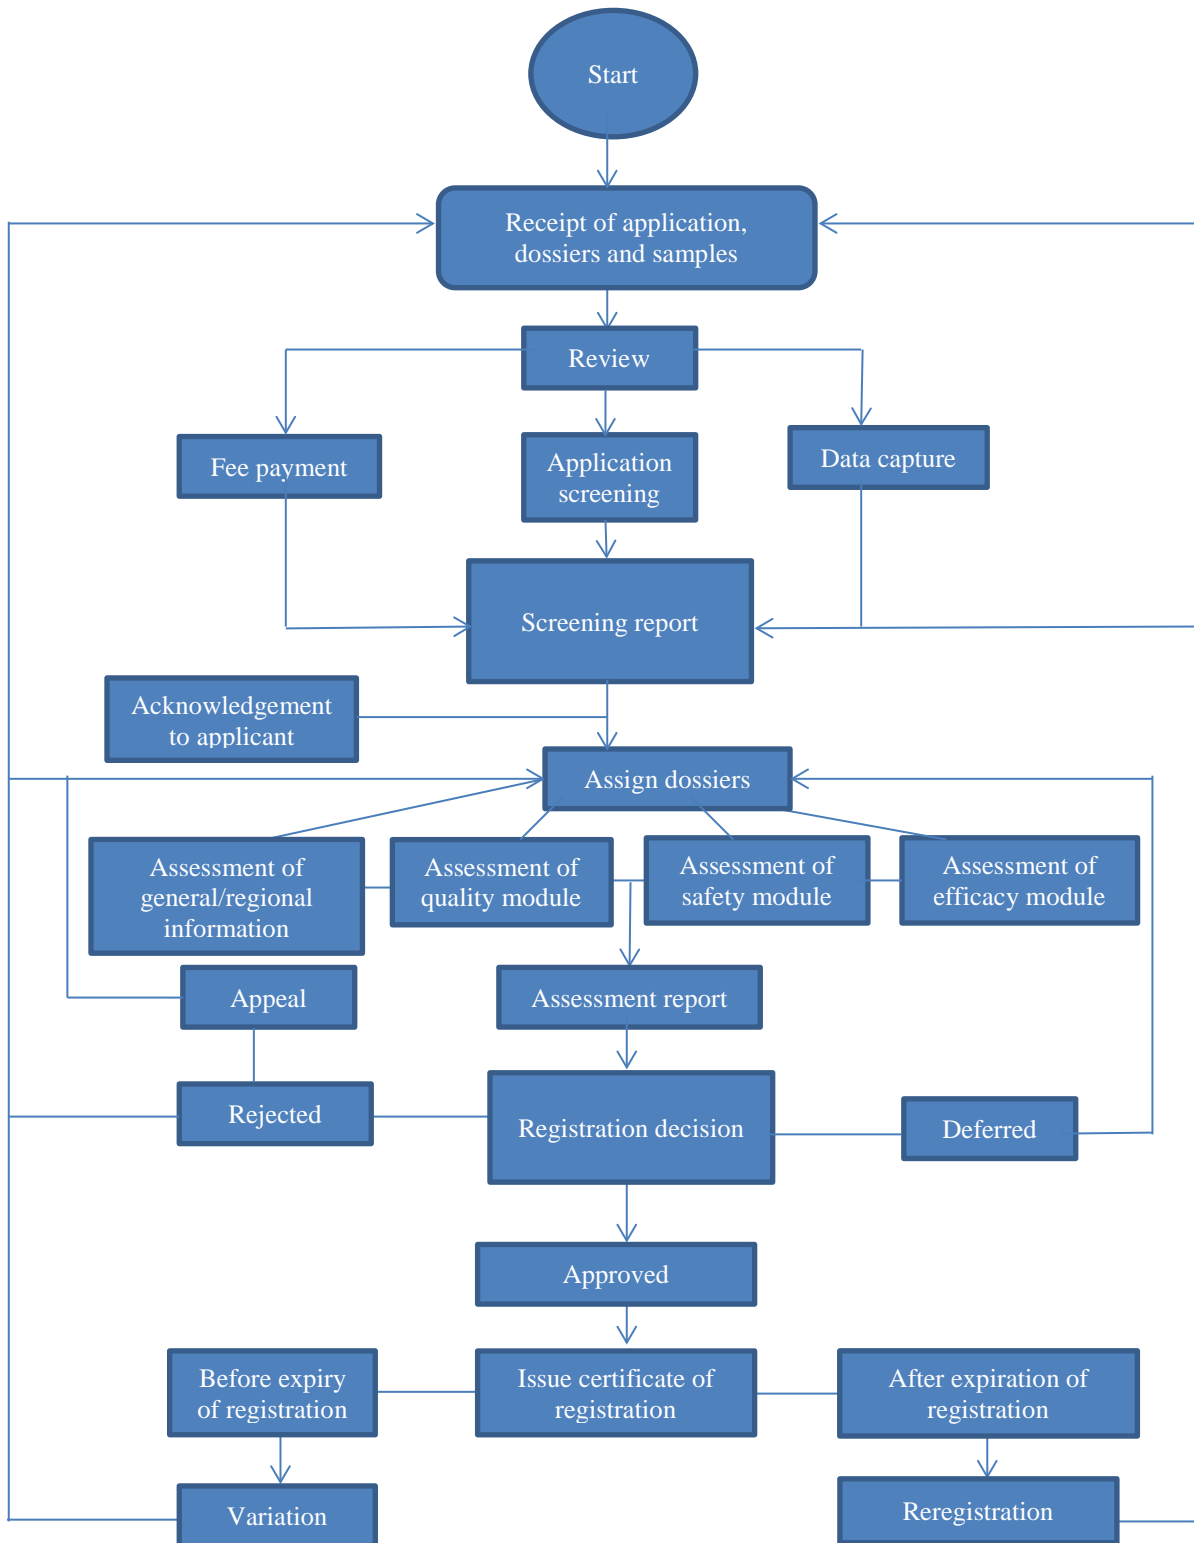 Start
Receipt of application,
dossiers and samples
Review
Fee payment
Application
screening
Data capture
Screening report
Acknowledgement
to applicant
Assign dossiers
Assessment of
general/regional
information
Assessment of
quality module
Assessment of
safety module
Assessment of
efficacy module
Appeal
Assessment report
Rejected
Registration decision
Deferred
Approved
Before expiry
of registration
Issue certificate of
registration
After expiration of
registration
Variation
Reregistration